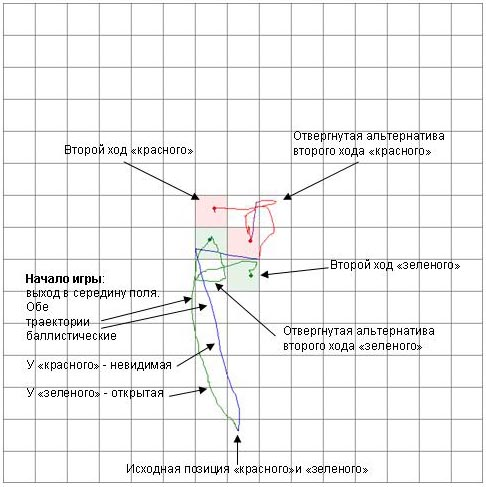 Отвергнутая альтернатива
второго хода «красного»
Второй ход «красного»
Второй ход «зеленого»
Начало игры:
выход в середину поля.
Обе
траектории
баллистические
Отвергнутая альтернатива
второго хода «зеленого»
У «красного» - невидимая
У «зеленого» - открытая
Исходная позиция «красного»и «зеленого»